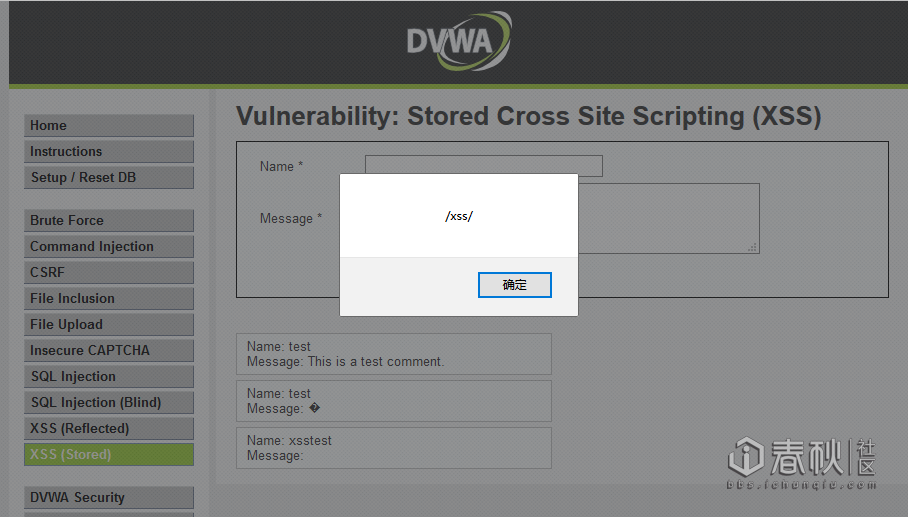 DVWA
Home
Instructions
Setup / Reset DB
Brute Force
Command Injection
CSRF
File Inclusion
File Upload
Insecure CAPTCHA
SQL Injection
SQL Injection (Blind)
XSS (Reflected)
XSS (Stored)
DVWA Security
Vulnerability: Stored Cross Site Scripting (XSS)
Name *
Message *
/xss/
确定
Name: test
Message: This is a test comment.
Name: test
Message: �
Name: xsstest
Message:
春秋社区
bbs.ichunqiu.com